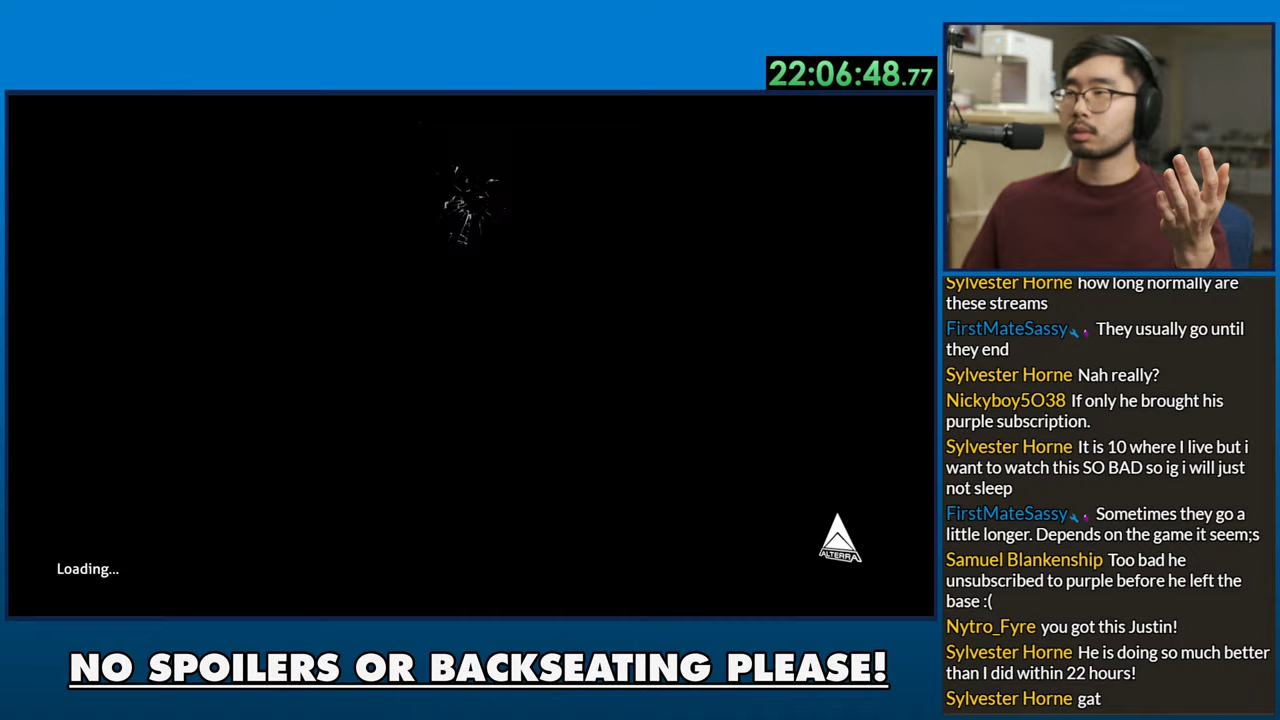 22:06:48.77
Loading...
ALTERRA
NO SPOILERS OR BACKSEATING PLEASE!
Sylvester Horne how long normally are
these streams
FirstMateSassy They usually go until
they end
Sylvester Horne Nah really?
Nickyboy5O38 If only he brought his
purple subscription.
Sylvester Horne It is 10 where I live but i
want to watch this SO BAD so ig i will just
not sleep
FirstMateSassy Sometimes they go a
little longer. Depends on the game it seem;s
Samuel Blankenship Too bad he
unsubscribed to purple before he left the
base :(
Nytro_Fyre you got this Justin!
Sylvester Horne He is doing so much better
than I did within 22 hours!
Sylvester Horne gat